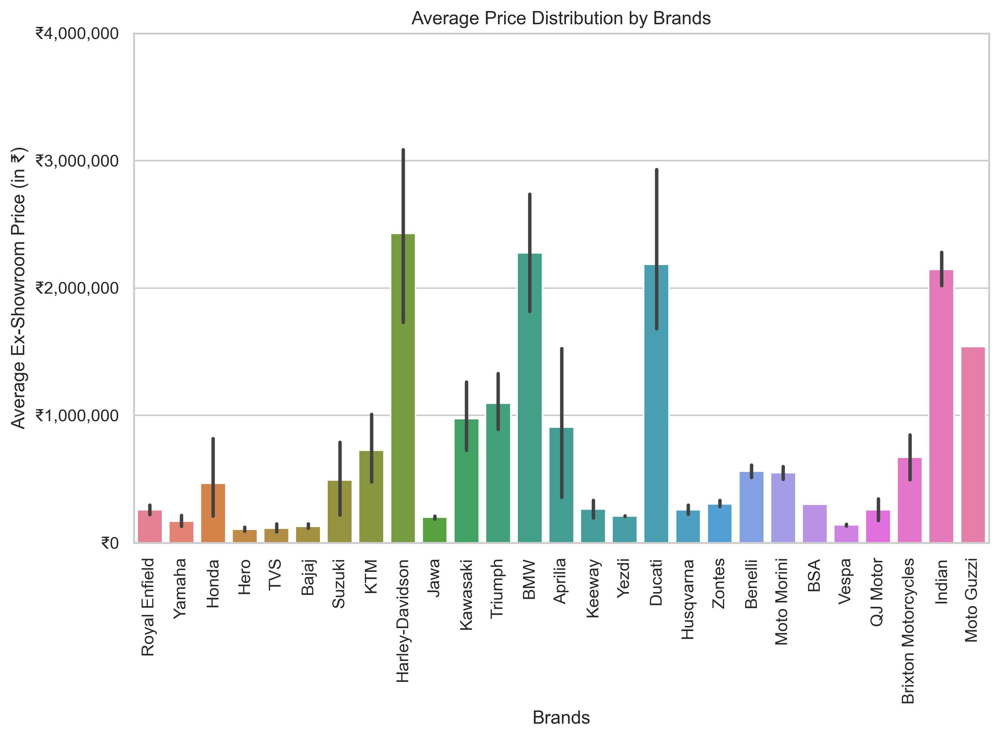 Average Price Distribution by Brands
Average Ex-Showroom Price (in ₹)
₹4,000,000
₹3,000,000
₹2,000,000
₹1,000,000
₹0
Royal Enfield
Yamaha
Honda
Hero
TVS
Bajaj
Suzuki
KTM
Harley-Davidson
Jawa
Kawasaki
Triumph
BMW
Aprilia
Keeway
Yezdi
Ducati
Husqvarna
Zontes
Benelli
Moto Morini
BSA
Vespa
QJ Motor
Brixton Motorcycles
Indian
Moto Guzzi
Brands